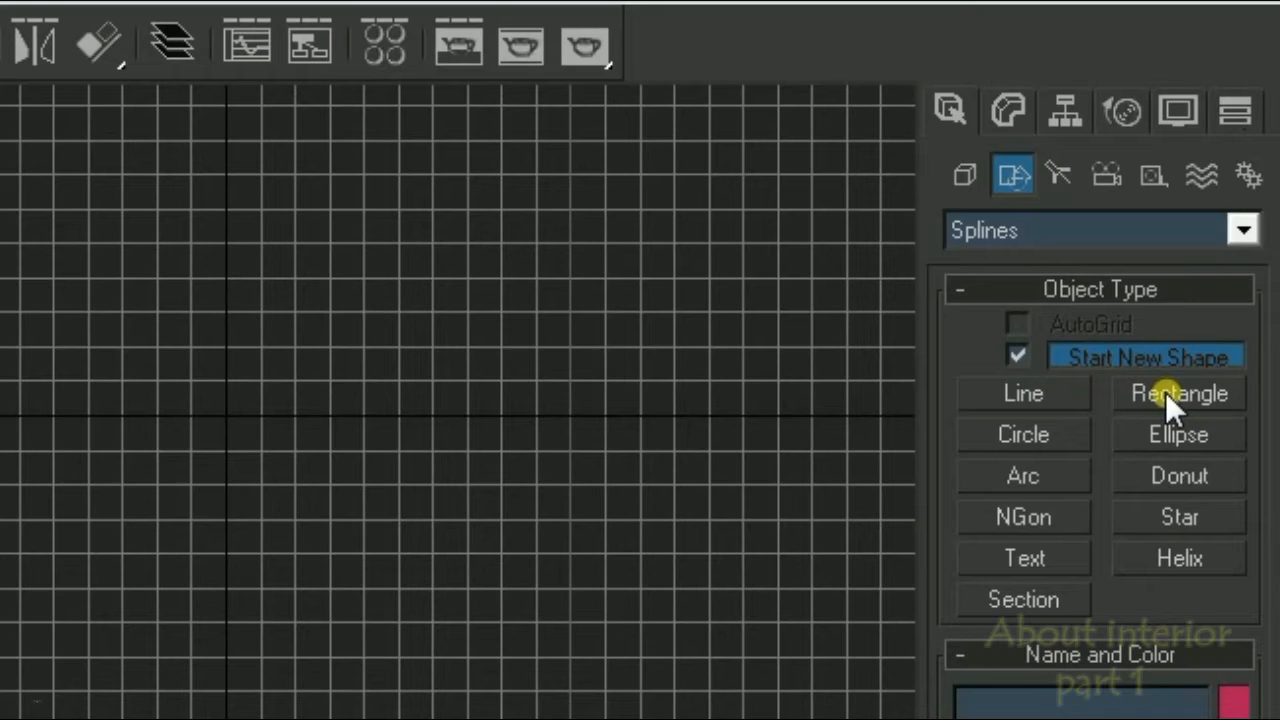 Splines
- Object Type
AutoGrid
Start New Shape
Line Rectangle
Circle Ellipse
Arc Donut
NGon Star
Text Helix
Section
About interior
- Name and Color
part 1